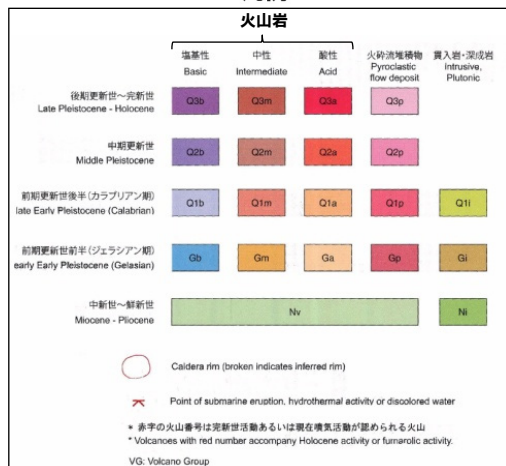 火山岩
塩基性 中性 酸性 火砕流堆積物 貫入岩・深成岩
Basic Intermediate Acid Pyroclastic flow deposit Intrusive, Plutonic
後期更新世〜完新世
Late Pleistocene - Holocene
Q3b Q3m Q3a Q3p
中期更新世
Middle Pleistocene
Q2b Q2m Q2a Q2p
前期更新世後半(カラブリアン期)
late Early Pleistocene (Calabrian)
Q1b Q1m Q1a Q1p Q1i
前期更新世前半(ジェラシアン期)
early Early Pleistocene (Gelasian)
Gb Gm Ga Gp Gi
中新世〜鮮新世
Miocene - Pliocene
Nv Ni
Caldera rim (broken indicates inferred rim)
Point of submarine eruption, hydrothermal activity or discolored water
* 赤字の火山番号は完新世活動あるいは現在噴気活動が認められる火山
* Volcanoes with red number accompany Holocene activity or fumarolic activity.
VG: Volcano Group